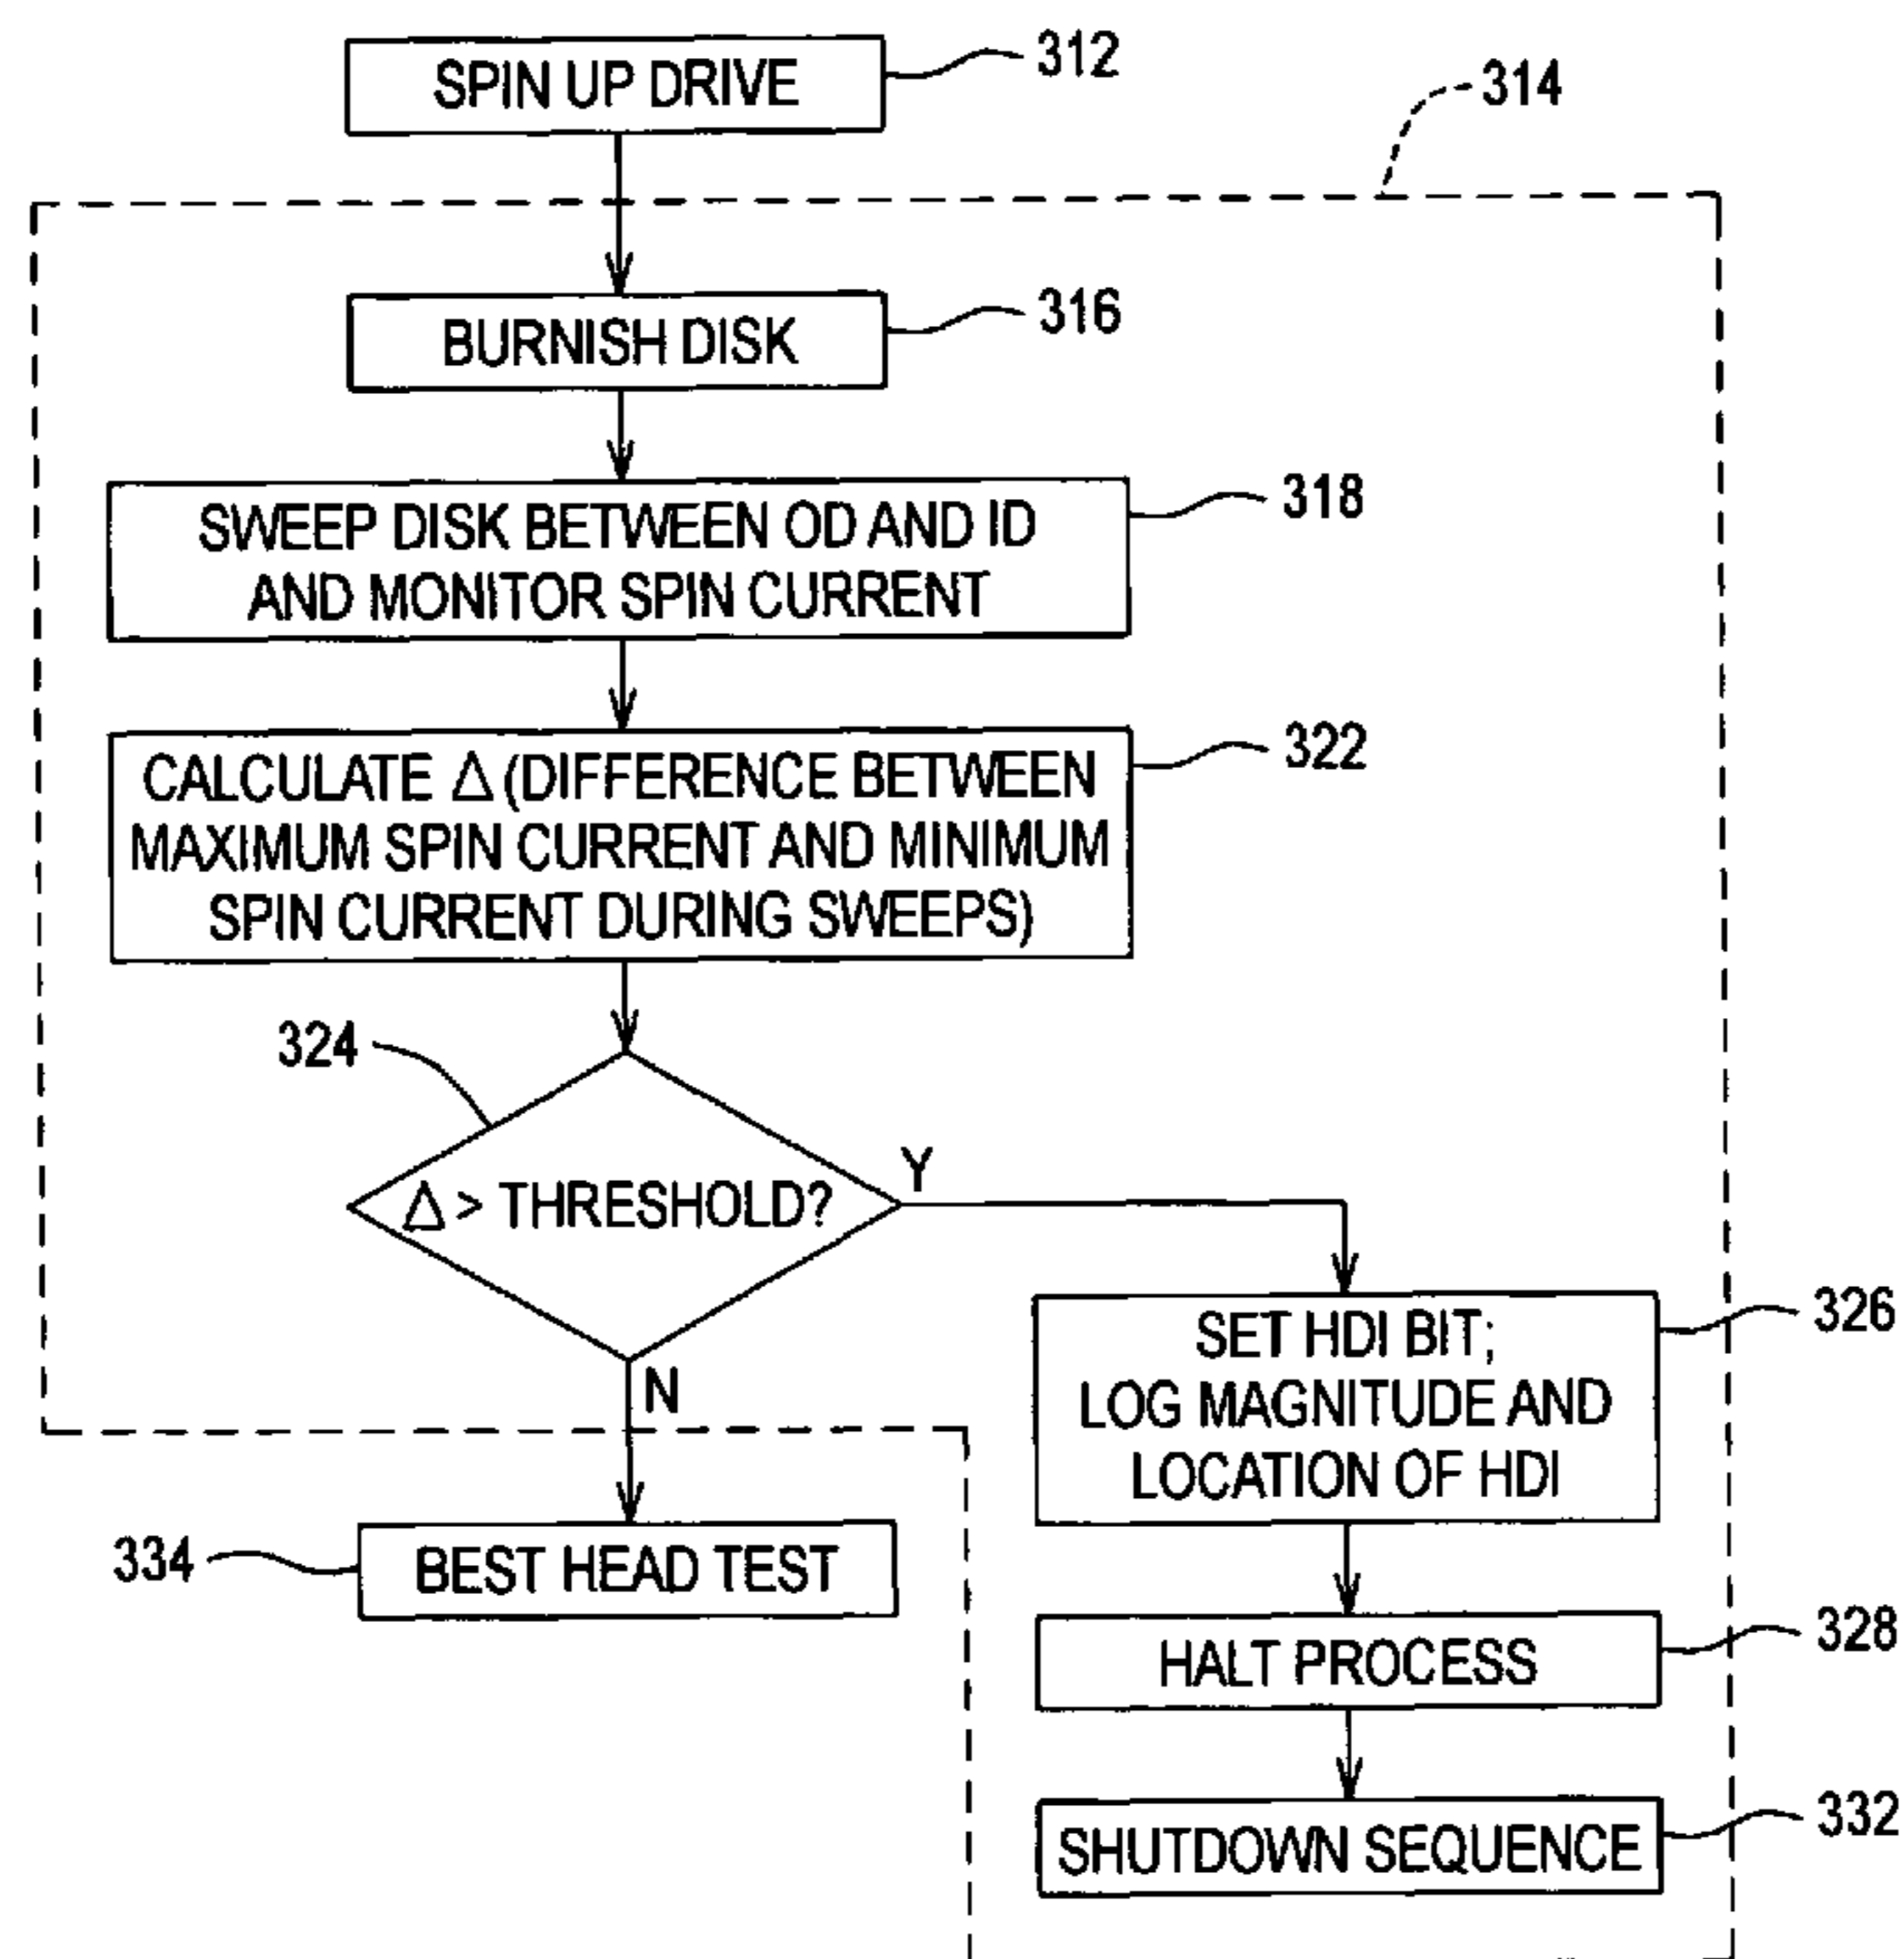 SPIN UP DRIVE
312
314
BURNISH DISK
316
SWEEP DISK BETWEEN OD AND ID
AND MONITOR SPIN CURRENT
318
CALCULATE Δ (DIFFERENCE BETWEEN
MAXIMUM SPIN CURRENT AND MINIMUM
SPIN CURRENT DURING SWEEPS)
322
324
Δ > THRESHOLD?
Y
N
SET HDI BIT;
LOG MAGNITUDE AND
LOCATION OF HDI
326
334
BEST HEAD TEST
HALT PROCESS
328
SHUTDOWN SEQUENCE
332